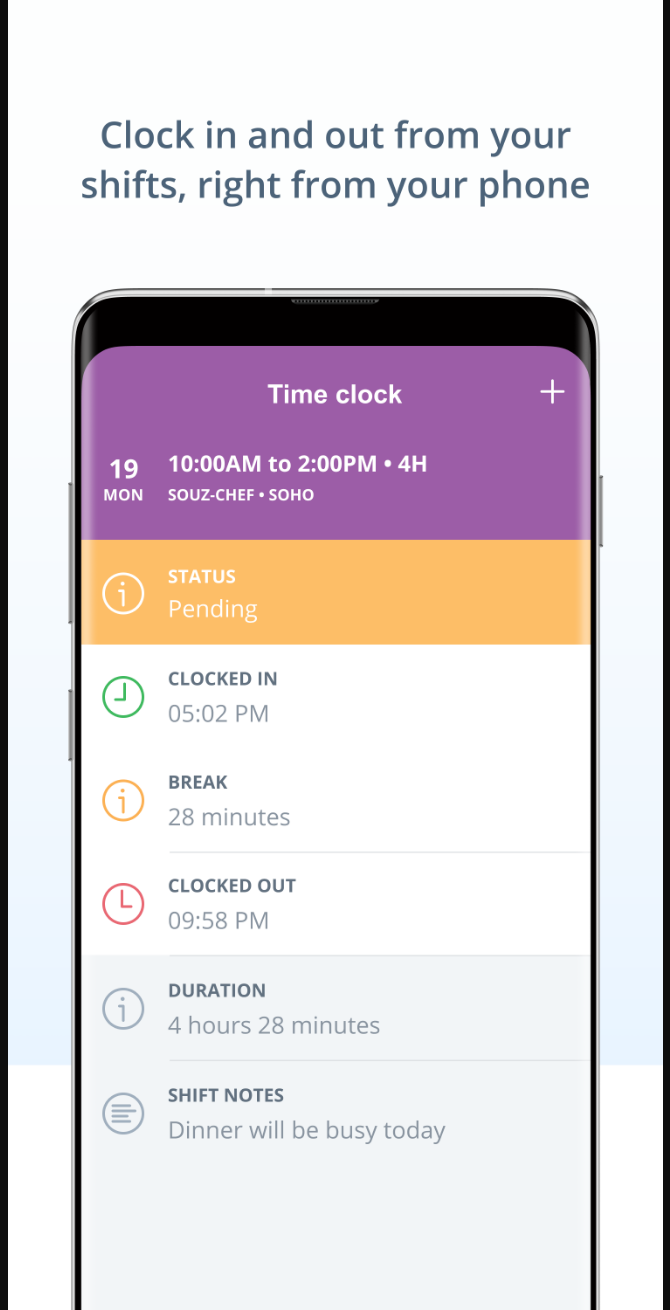 Clock in and out from your
shifts, right from your phone
Time clock
19
MON
10:00AM to 2:00PM • 4H
SOUZ-CHEF • SOHO
STATUS
Pending
CLOCKED IN
05:02 PM
BREAK
28 minutes
CLOCKED OUT
09:58 PM
DURATION
4 hours 28 minutes
SHIFT NOTES
Dinner will be busy today